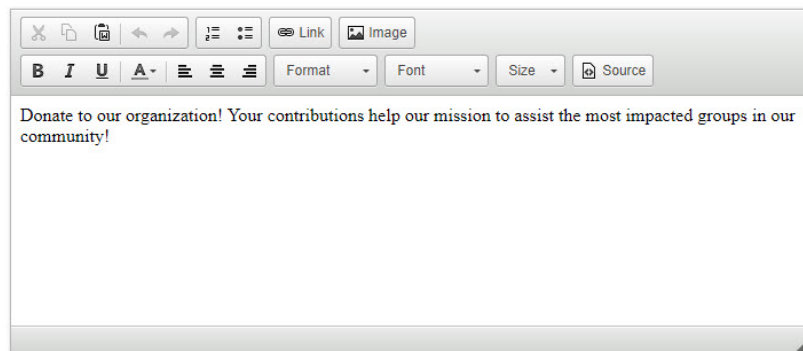 Link Image
B I U A Format Font Size Source
Donate to our organization! Your contributions help our mission to assist the most impacted groups in our
community!